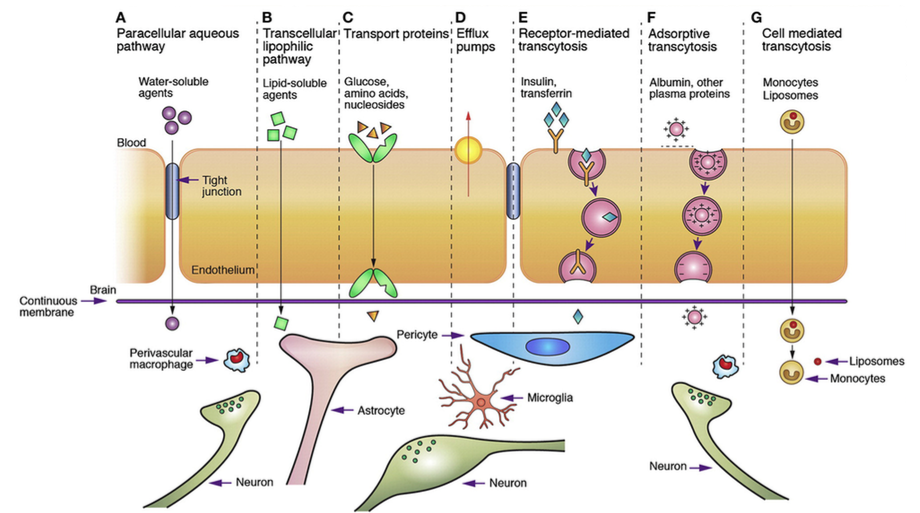 A
Paracellular aqueous
pathway
Water-soluble
agents
B
Transcellular
lipophilic
pathway
Lipid-soluble
agents
C
Transport proteins
Glucose,
amino acids,
nucleosides
D
Efflux
pumps
E
Receptor-mediated
transcytosis
Insulin,
transferrin
F
Adsorptive
transcytosis
Albumin, other
plasma proteins
G
Cell mediated
transcytosis
Monocytes
Liposomes
Blood
Tight
junction
Endothelium
Brain
Continuous
membrane
Perivascular
macrophage
Pericyte
Astrocyte
Microglia
Liposomes
Monocytes
Neuron
Neuron
Neuron